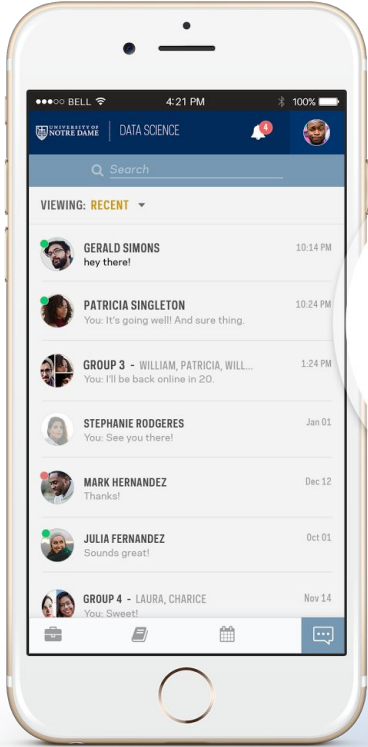 BELL
4:21 PM
100%
UNIVERSITY OF
NOTRE DAME
DATA SCIENCE
4
Search
VIEWING: RECENT
GERALD SIMONS
10:14 PM
hey there!
PATRICIA SINGLETON
10:24 PM
You: It's going well! And sure thing.
GROUP 3 - WILLIAM, PATRICIA, WILL...
1:24 PM
You: I'll be back online in 20.
STEPHANIE RODGERES
Jan 01
You: See you there!
MARK HERNANDEZ
Dec 12
Thanks!
JULIA FERNANDEZ
Oct 01
Sounds great!
GROUP 4 - LAURA, CHARICE
Nov 14
You: Sweet!